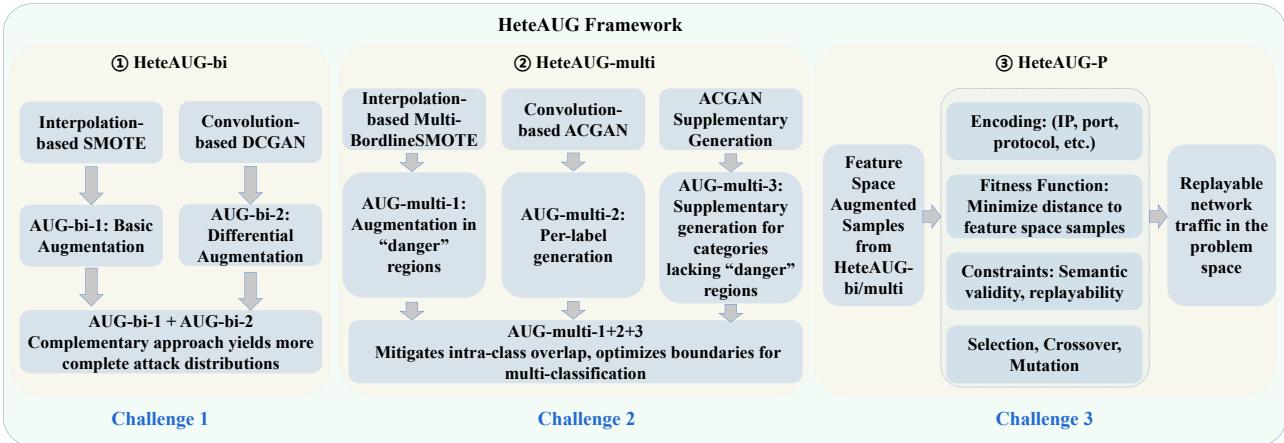 HeteAUG Framework
① HeteAUG-bi
Interpolation-
based SMOTE
Convolution-
based DCGAN
AUG-bi-1: Basic
Augmentation
AUG-bi-2:
Differential
Augmentation
AUG-bi-1 + AUG-bi-2
Complementary approach yields more
complete attack distributions
Challenge 1
② HeteAUG-multi
Interpolation-
based Multi-
BordlineSMOTE
Convolution-
based ACGAN
ACGAN
Supplementary
Generation
AUG-multi-1:
Augmentation in
“danger”
regions
AUG-multi-2:
Per-label
generation
AUG-multi-3:
Supplementary
generation for
categories
lacking “danger”
regions
AUG-multi-1+2+3
Mitigates intra-class overlap, optimizes boundaries for
multi-classification
Challenge 2
③ HeteAUG-P
Feature
Space
Augmented
Samples
from
HeteAUG-
bi/multi
Encoding: (IP, port,
protocol, etc.)
Fitness Function:
Minimize distance to
feature space samples
Constraints: Semantic
validity, replayability
Selection, Crossover,
Mutation
Replayable
network
traffic in the
problem
space
Challenge 3